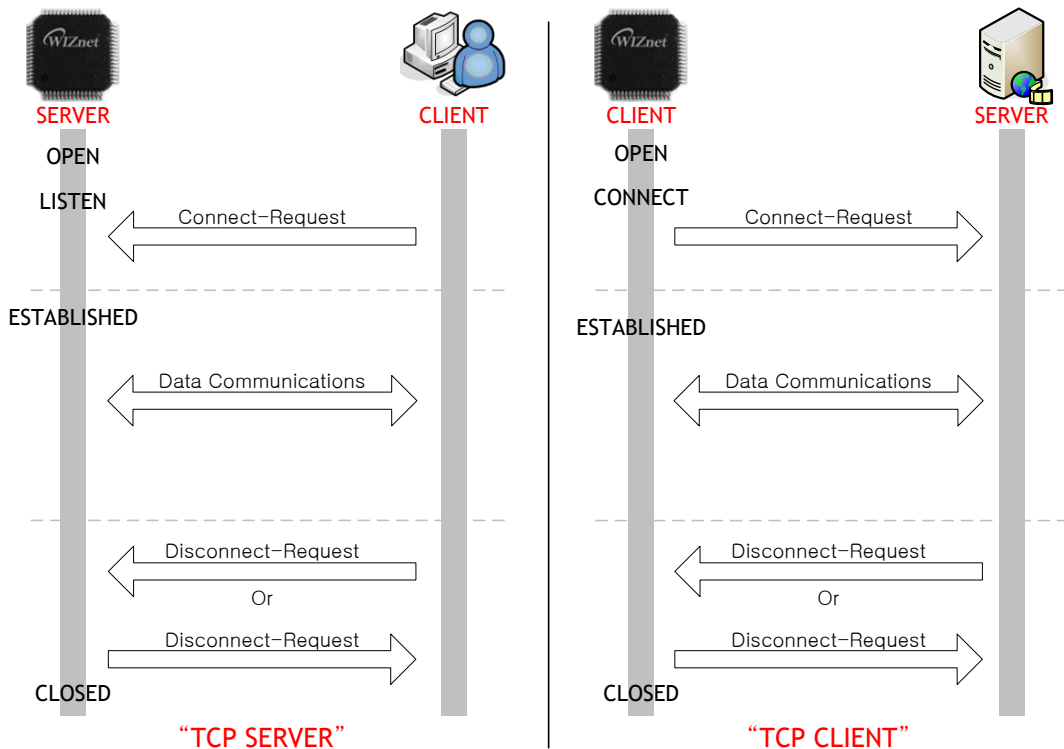 WIZnet
SERVER
CLIENT
OPEN
LISTEN
Connect-Request
ESTABLISHED
Data Communications
Disconnect-Request
Or
Disconnect-Request
CLOSED
“TCP SERVER”
WIZnet
CLIENT
SERVER
OPEN
CONNECT
Connect-Request
ESTABLISHED
Data Communications
Disconnect-Request
Or
Disconnect-Request
CLOSED
“TCP CLIENT”